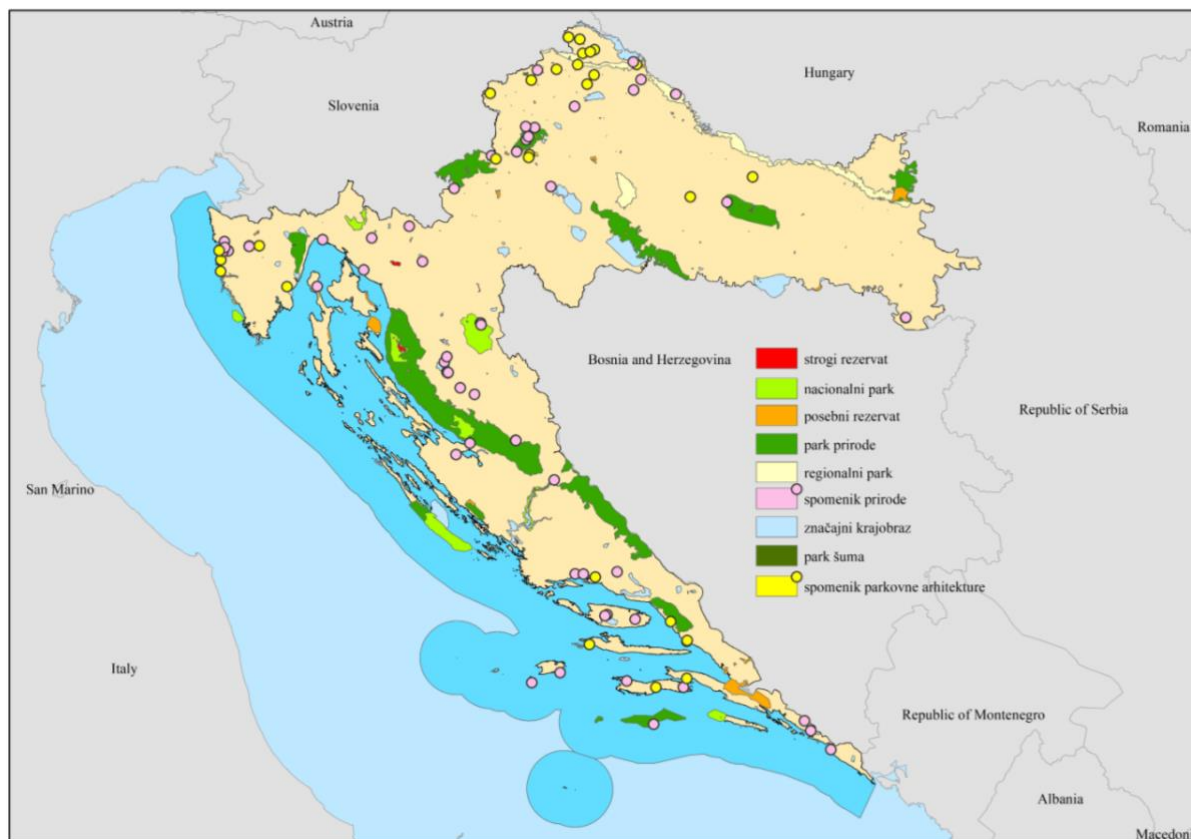 Austria
Hungary
Slovenia
Romania
Bosnia and Herzegovina
strogi rezervat
nacionalni park
posebni rezervat
park prirode
regionalni park
spomenik prirode
značajni krajobraz
park šuma
spomenik parkovne arhitekture
Republic of Serbia
San Marino
Italy
Republic of Montenegro
Albania
Macedon